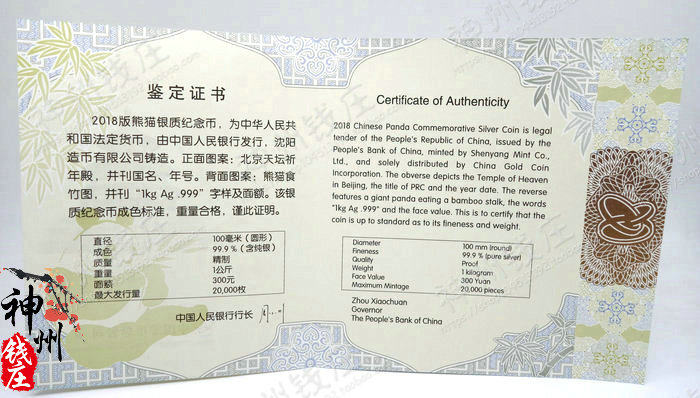 鉴定证书
2018版熊猫银质纪念币，为中华人民共
和国法定货币，由中国人民银行发行，沈阳
造币有限公司铸造。正面图案：北京天坛祈
年殿，并刊国名、年号。背面图案：熊猫食
竹图，并刊"1kg Ag .999"字样及面额。该银
质纪念币成色标准，重量合格，谨此证明。
直径 100毫米（圆形）
成色 99.9%（含纯银）
质量 精制
重量 1公斤
面额 300元
最大发行量 20,000枚
中国人民银行行长
Certificate of Authenticity
2018 Chinese Panda Commemorative Silver Coin is legal
tender of the People's Republic of China, issued by the
People's Bank of China, minted by Shenyang Mint Co.,
Ltd., and solely distributed by China Gold Coin
Incorporation. The obverse depicts the Temple of Heaven
in Beijing, the title of PRC and the year date. The reverse
features a giant panda eating a bamboo stalk, the words
"1kg Ag .999" and the face value. This is to certify that the
coin is up to standard as to its fineness and weight.
Diameter 100 mm (round)
Fineness 99.9% (pure silver)
Quality Proof
Weight 1 kilogram
Face Value 300 Yuan
Maximum Mintage 20,000 pieces
Zhou Xiaochuan
Governor
The People's Bank of China
神州
钱庄